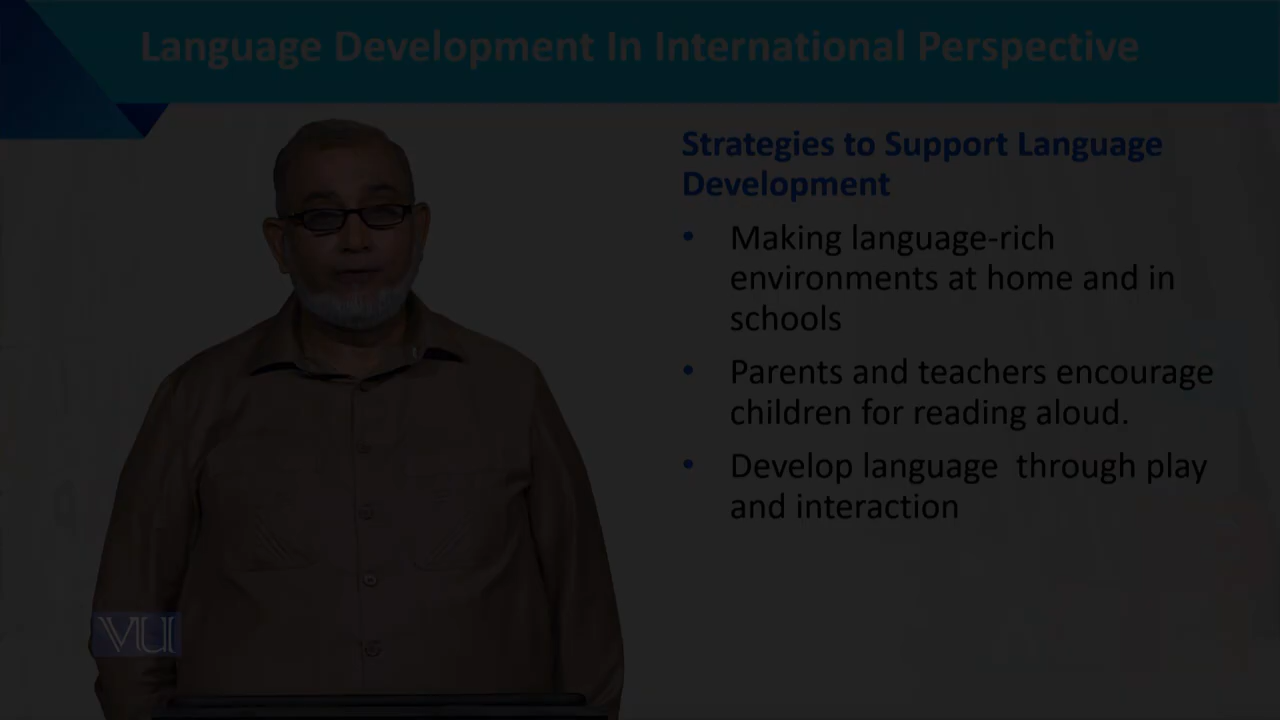 Language Development In International Perspective
Strategies to Support Language
Development
• Making language-rich
environments at home and in
schools
• Parents and teachers encourage
children for reading aloud.
• Develop language through play
and interaction
VU